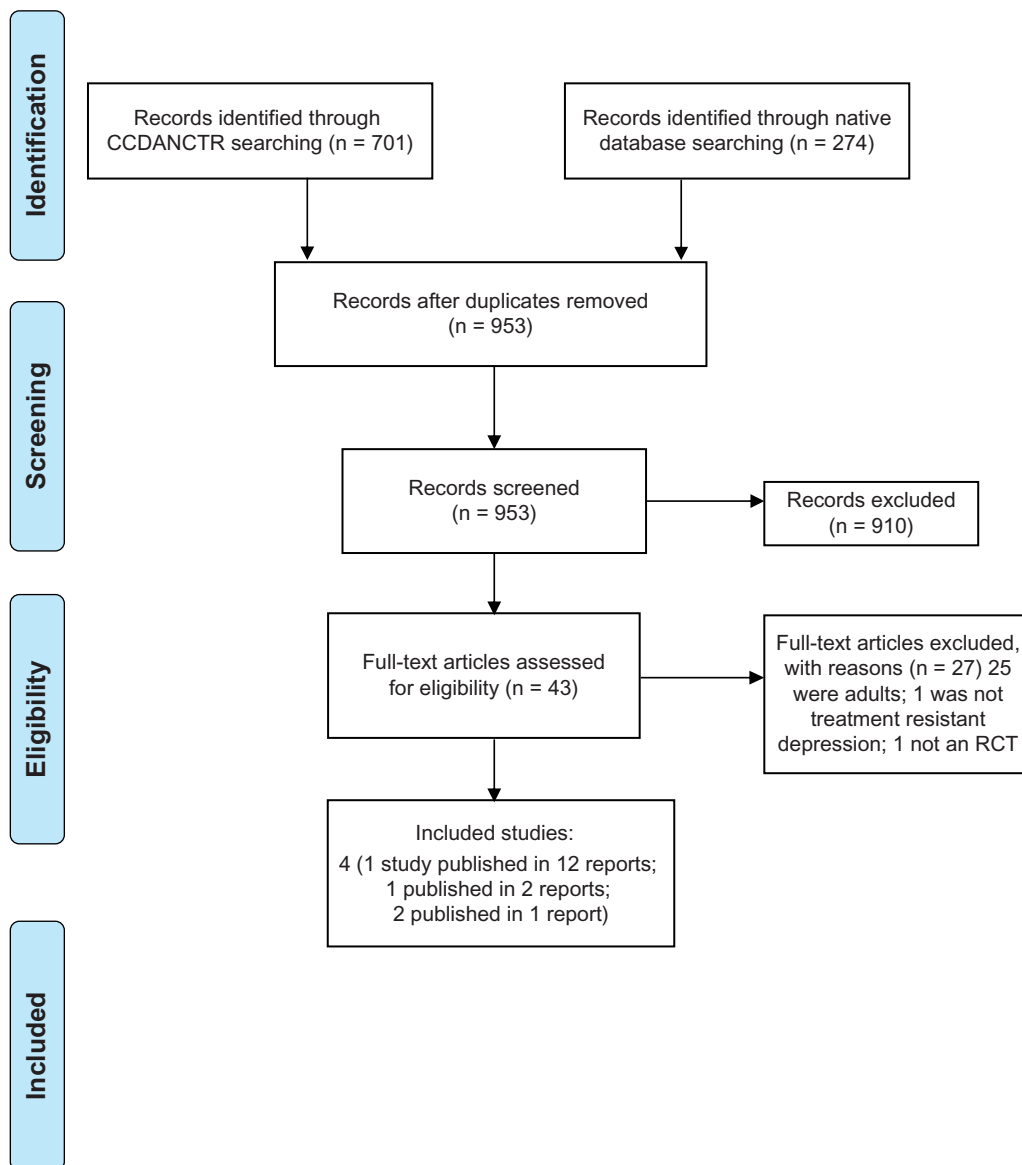 Identification
Records identified through
CCDANCTR searching (n = 701)
Records identified through native
database searching (n = 274)
Records after duplicates removed
(n = 953)
Screening
Records screened
(n = 953)
Records excluded
(n = 910)
Eligibility
Full-text articles assessed
for eligibility (n = 43)
Full-text articles excluded,
with reasons (n = 27) 25
were adults; 1 was not
treatment resistant
depression; 1 not an RCT
Included studies:
4 (1 study published in 12 reports;
1 published in 2 reports;
2 published in 1 report)
Included